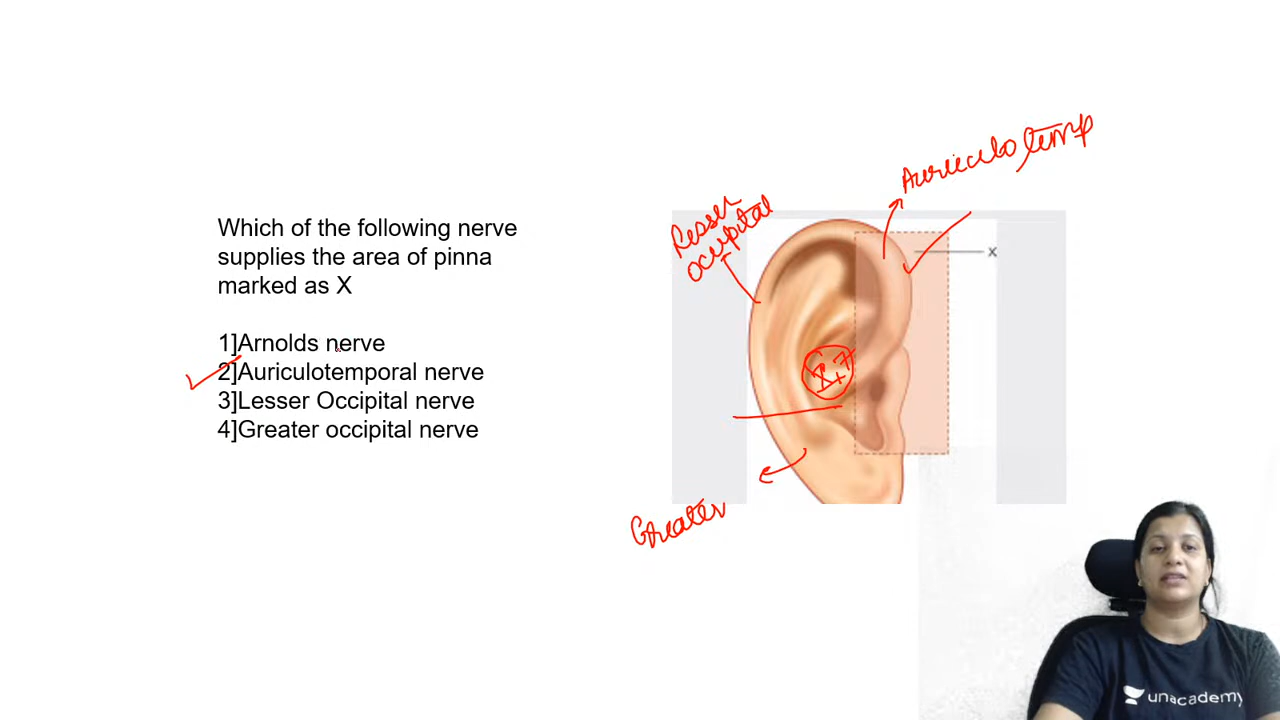 Which of the following nerve
supplies the area of pinna
marked as X
1]Arnolds nerve
2]Auriculotemporal nerve
3]Lesser Occipital nerve
4]Greater occipital nerve
Auriculo temp
Lesser
occipital
X
X, 7
Greater
unacademy